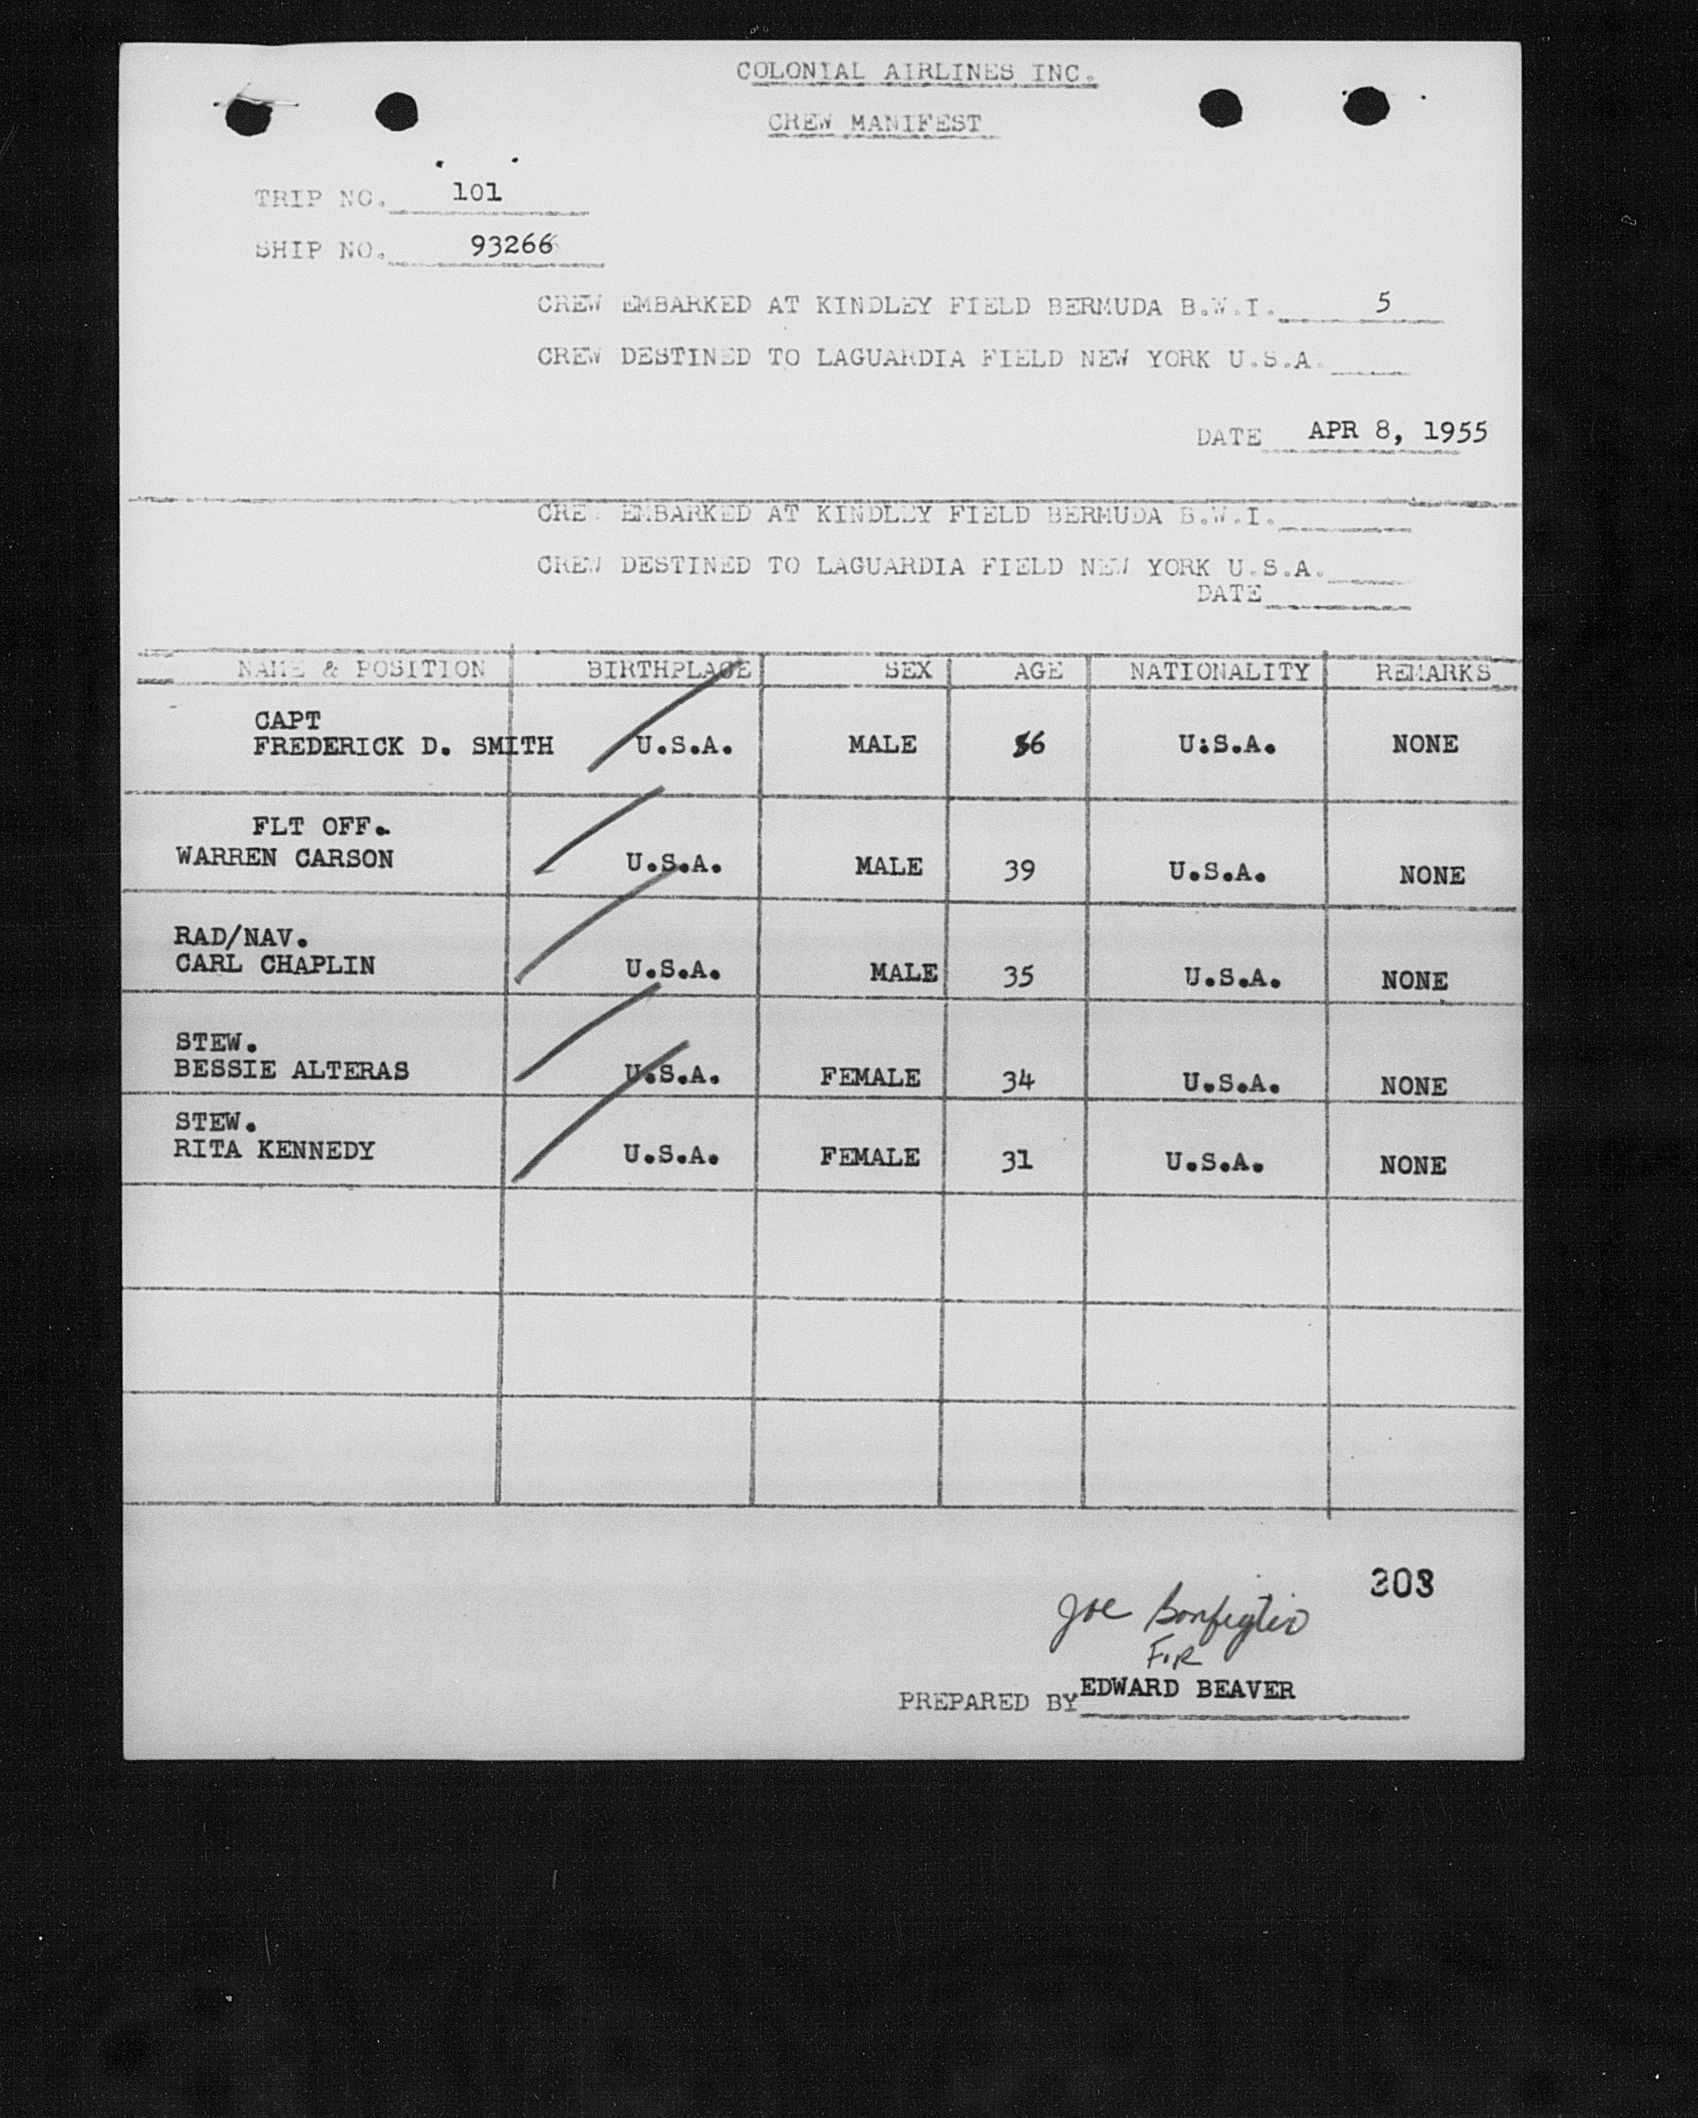 COLONIAL AIRLINES INC.
CREW MANIFEST
TRIP NO. 101
SHIP NO. 93266
CREW EMBARKED AT KINDLEY FIELD BERMUDA B.W.I. 5
CREW DESTINED TO LAGUARDIA FIELD NEW YORK U.S.A.
DATE APR 8, 1955
CREW EMBARKED AT KINDLEY FIELD BERMUDA B.W.I.
CREW DESTINED TO LAGUARDIA FIELD NEW YORK U.S.A.
DATE
NAME & POSITION BIRTHPLACE SEX AGE NATIONALITY REMARKS
CAPT
FREDERICK D. SMITH U.S.A. MALE U:S.A. NONE
FLT OFF.
WARREN CARSON U.S.A. MALE 39 U.S.A. NONE
RAD/NAV.
CARL CHAPLIN U.S.A. MALE 35 U.S.A. NONE
STEW.
BESSIE ALTERAS U.S.A. FEMALE 34 U.S.A. NONE
STEW.
RITA KENNEDY U.S.A. FEMALE 31 U.S.A. NONE
303
Joe Bonfiglio
FOR
PREPARED BY EDWARD BEAVER